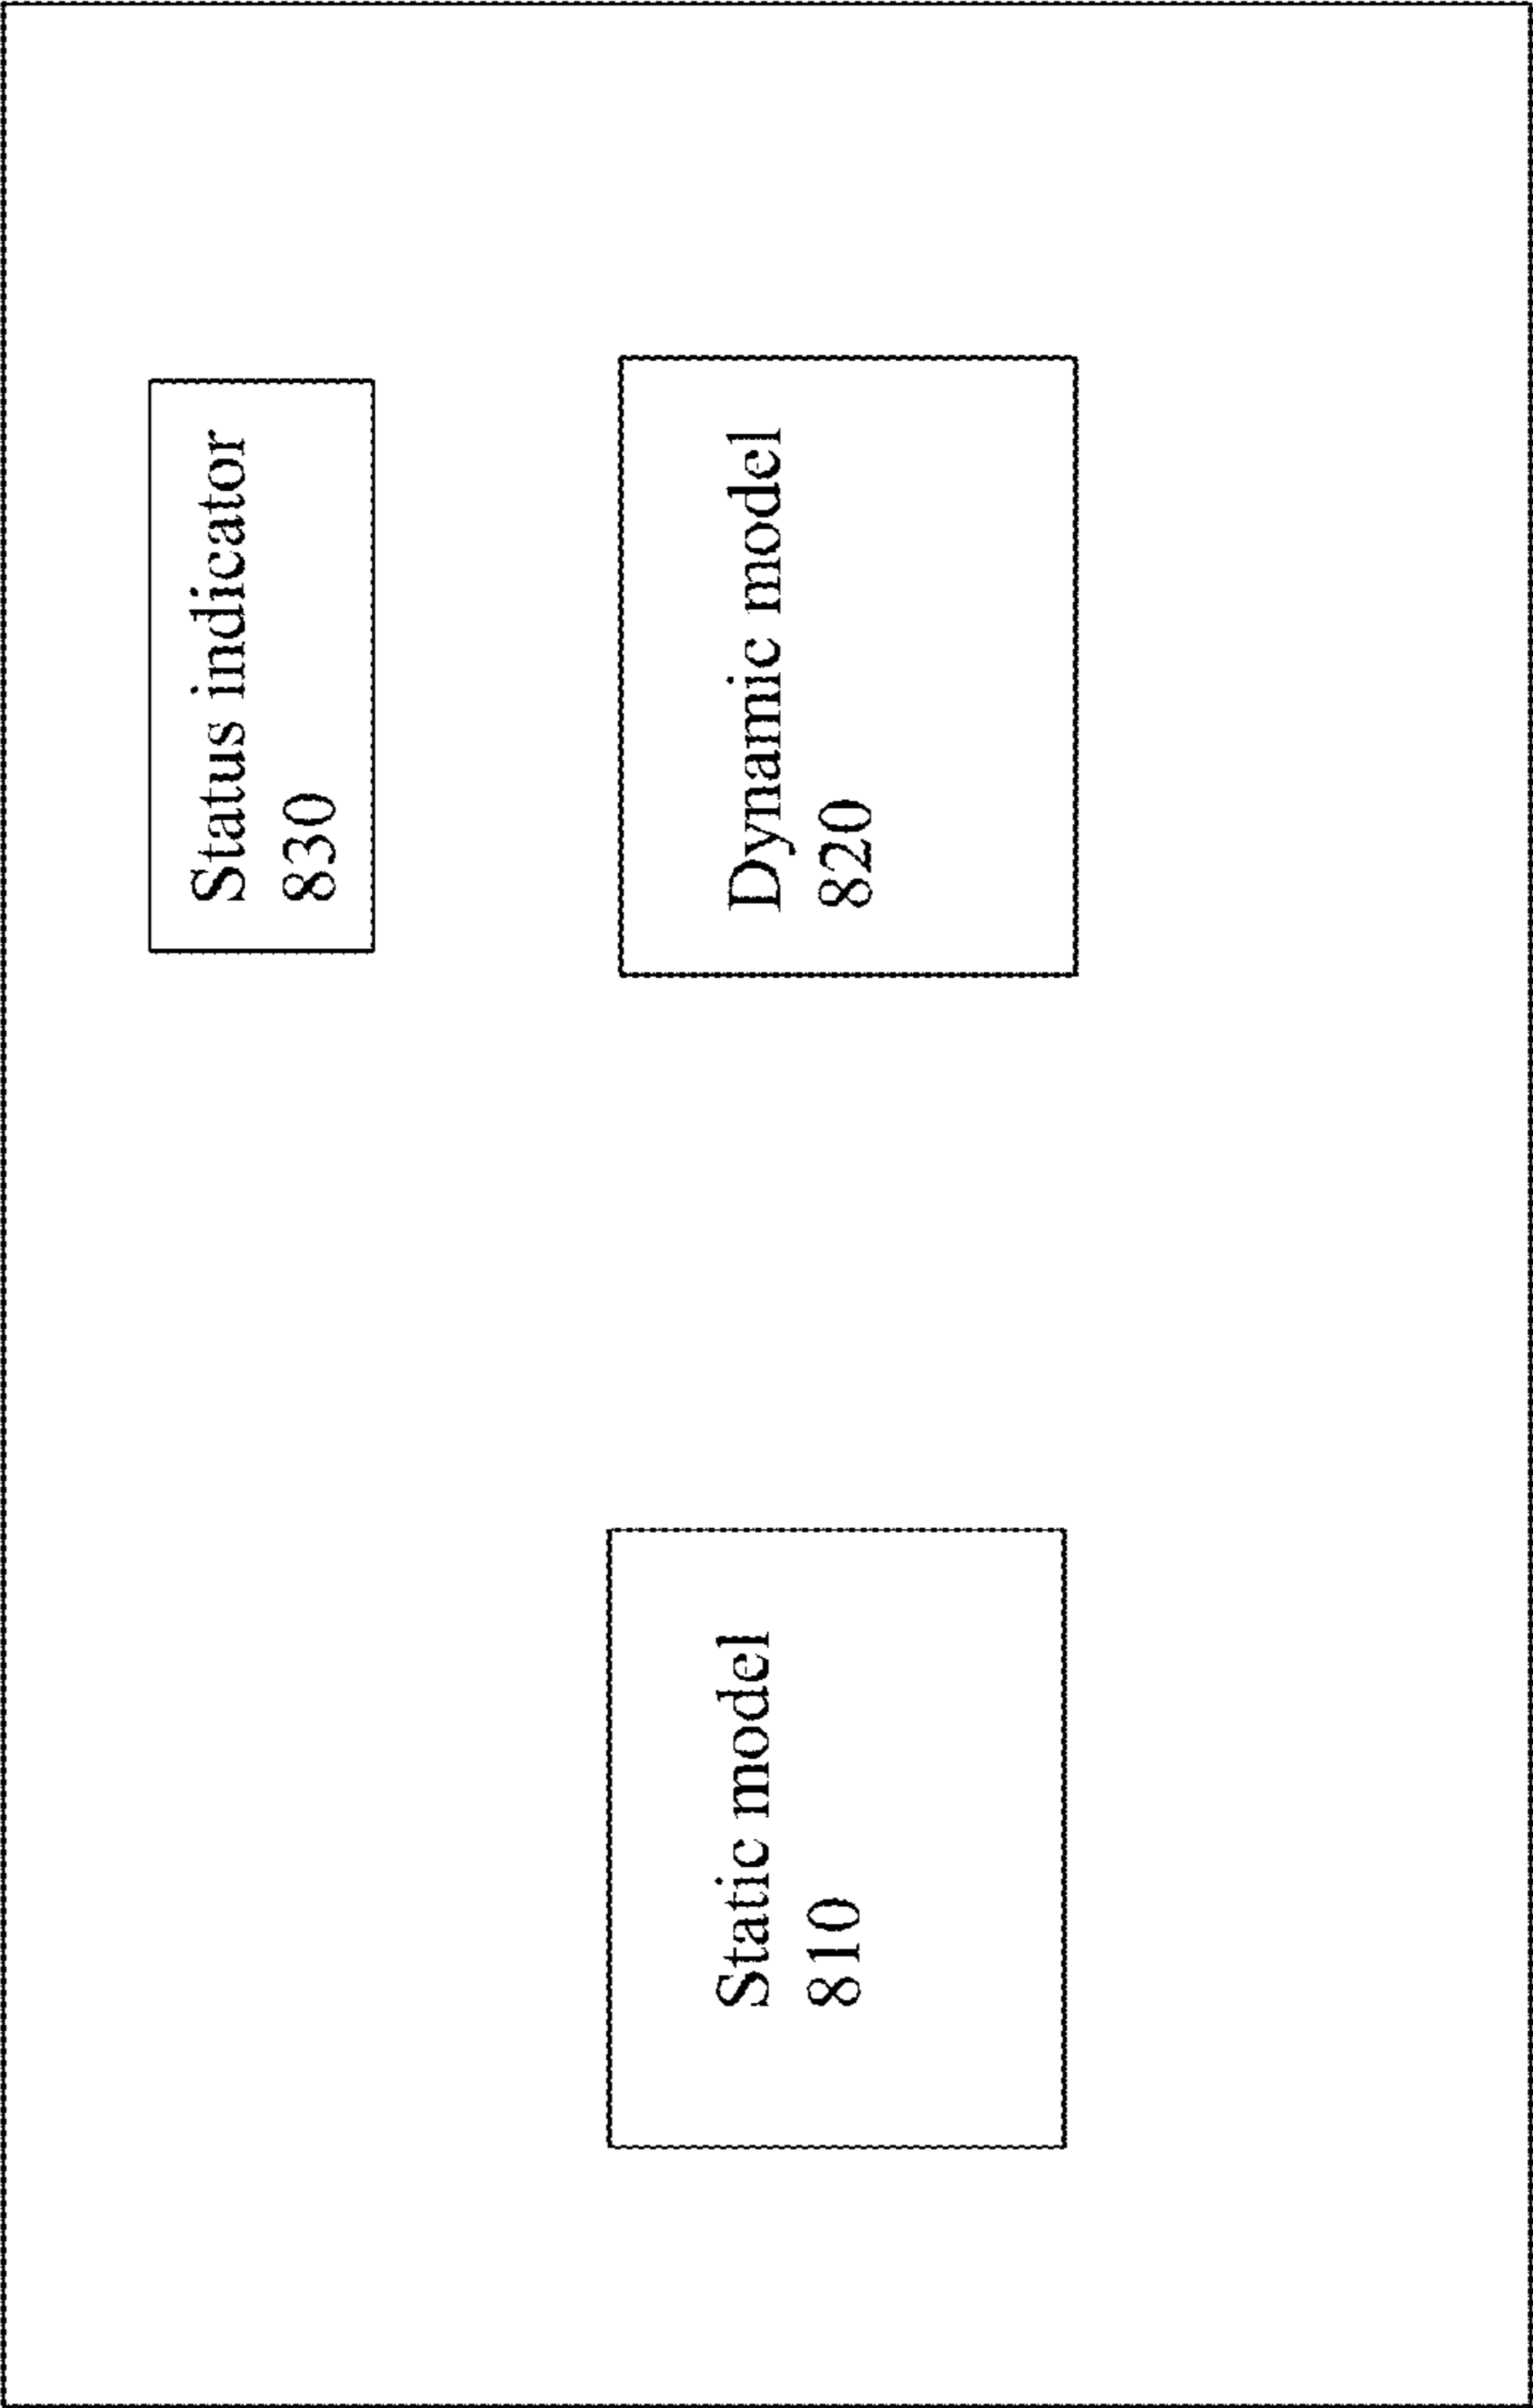 Status indicator
830
Static model
810
Dynamic model
820